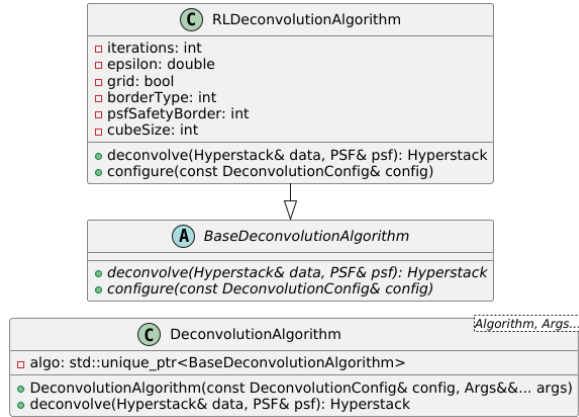 C RLDeconvolutionAlgorithm
iterations: int
epsilon: double
grid: bool
borderType: int
psfSafetyBorder: int
cubeSize: int
deconvolve(Hyperstack& data, PSF& psf): Hyperstack
configure(const DeconvolutionConfig& config)
A BaseDeconvolutionAlgorithm
deconvolve(Hyperstack& data, PSF& psf): Hyperstack
configure(const DeconvolutionConfig& config)
Algorithm, Args...
C DeconvolutionAlgorithm
algo: std::unique_ptr<BaseDeconvolutionAlgorithm>
DeconvolutionAlgorithm(const DeconvolutionConfig& config, Args&&... args)
deconvolve(Hyperstack& data, PSF& psf): Hyperstack